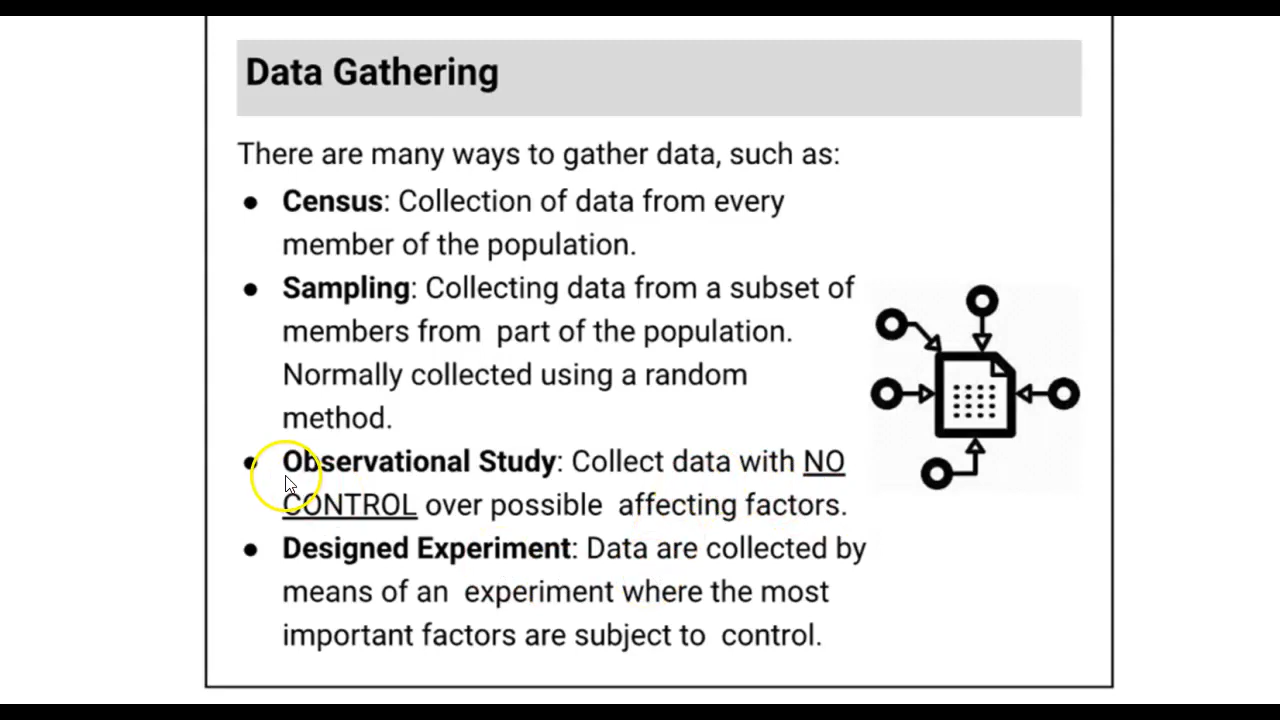 Data Gathering
There are many ways to gather data, such as:
● Census: Collection of data from every
member of the population.
● Sampling: Collecting data from a subset of
members from part of the population.
Normally collected using a random
method.
● Observational Study: Collect data with NO
CONTROL over possible affecting factors.
● Designed Experiment: Data are collected by
means of an experiment where the most
important factors are subject to control.